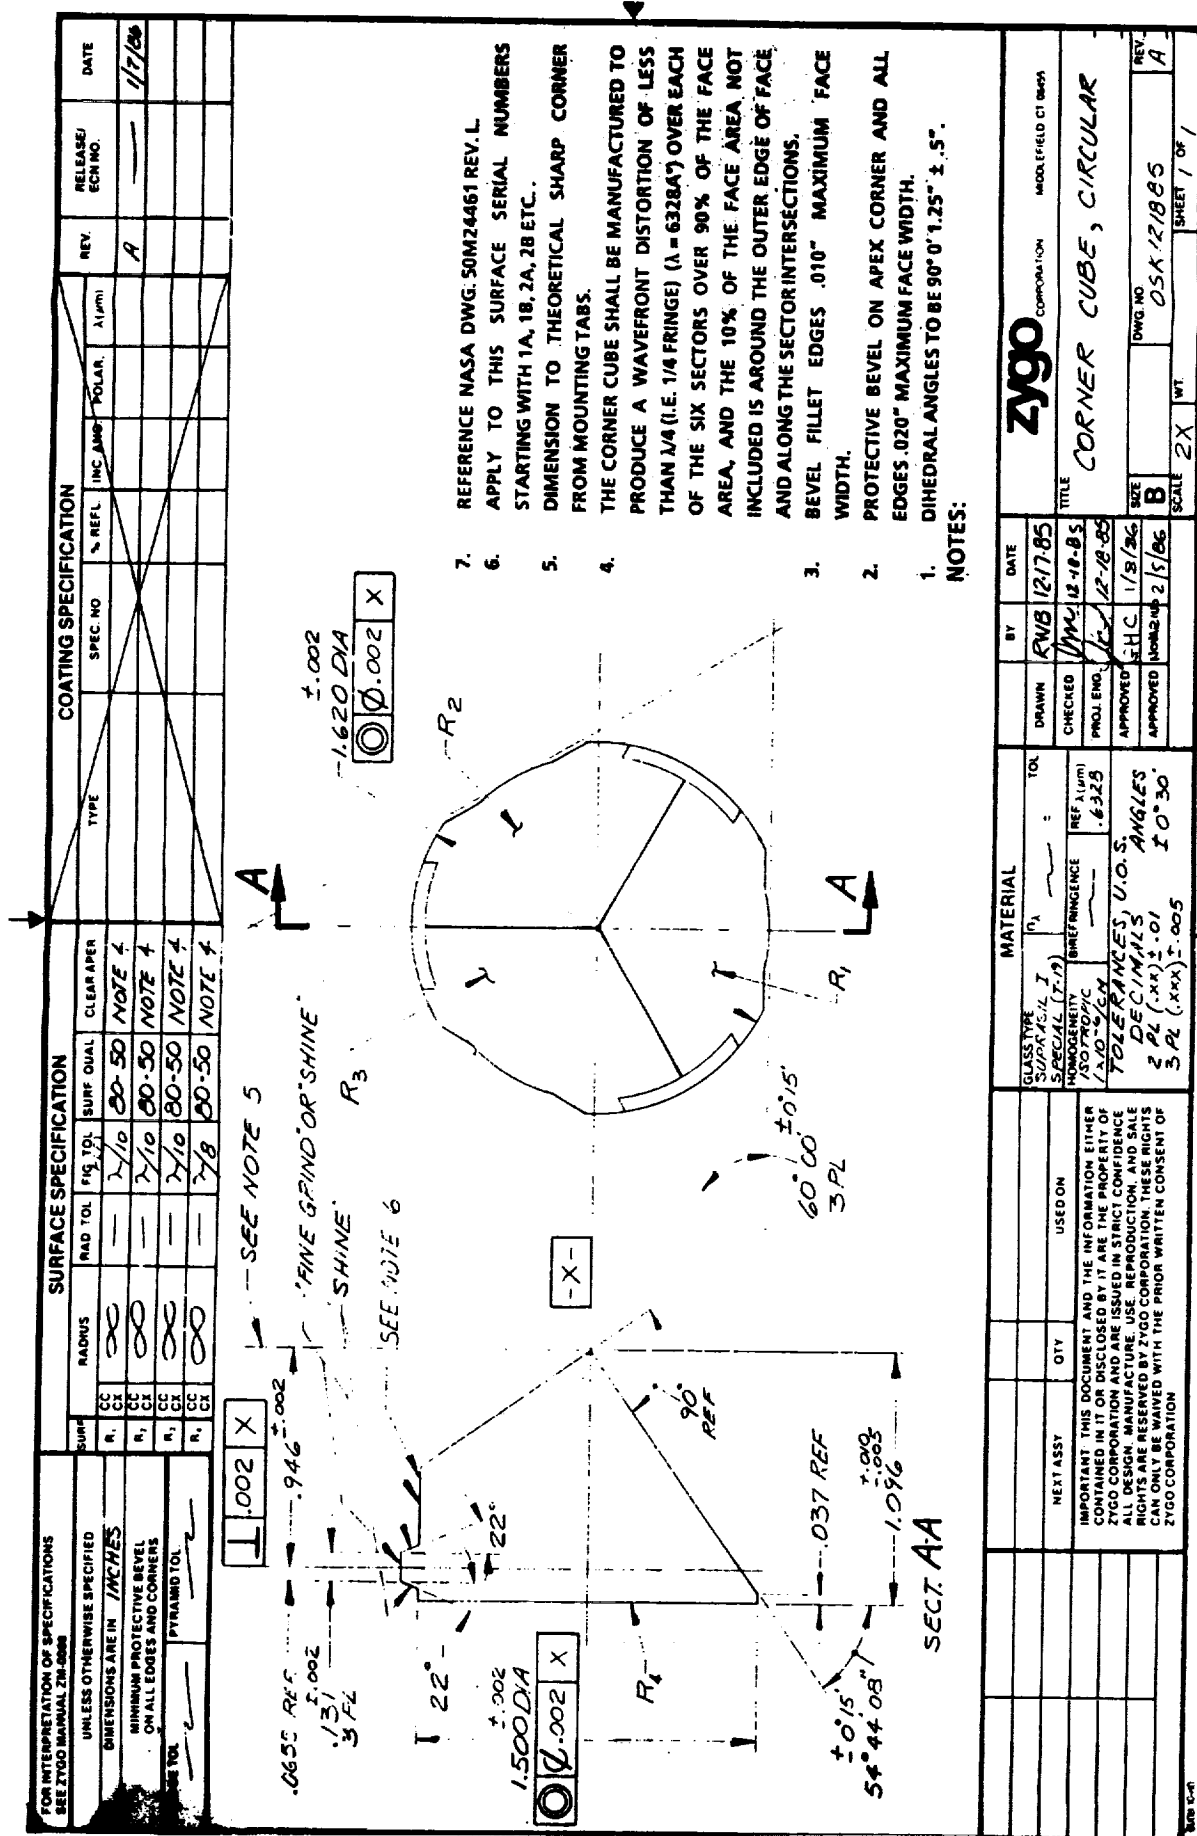 FOR INTERPRETATION OF SPECIFICATIONS
SEE ZYGO MANUAL ZM-0098
UNLESS OTHERWISE SPECIFIED
DIMENSIONS ARE IN INCHES
MINIMUM PROTECTIVE BEVEL
ON ALL EDGES AND CORNERS
TOL
PYRAMID TOL
SURFACE SPECIFICATION
SURF RADIUS RAD TOL FIG TOL SURF QUAL CLEAR APER
R1 CC CX ∞ — λ/10 80-50 NOTE 4
R2 CC CX ∞ — λ/10 80-50 NOTE 4
R3 CC CX ∞ — λ/10 80-50 NOTE 4
R4 CC CX ∞ — λ/8 80-50 NOTE 4
COATING SPECIFICATION
TYPE SPEC. NO % REFL INC ANG POLAR. λ(µm)
REV. RELEASE/ ECN NO. DATE
A — 1/7/86
⊥ .002 X
.0655 REF
.946 ±.002
SEE NOTE 5
.131 ±.002
3 PL
"FINE GRIND" OR "SHINE"
"SHINE"
SEE NOTE 6
22°
22°
1.500 DIA ±.002
◎ Ø.002 X
R4
54° 44' 08" ±0°15'
.037 REF
1.096 +.010 -.005
90° REF
SECT. A-A
-X-
R3
A
A
1.620 DIA ±.002
◎ Ø.002 X
R2
R1
60°00' ±0°15'
3 PL
7. REFERENCE NASA DWG. 50M24461 REV. L.
6. APPLY TO THIS SURFACE SERIAL NUMBERS
STARTING WITH 1A, 1B, 2A, 2B ETC..
5. DIMENSION TO THEORETICAL SHARP CORNER
FROM MOUNTING TABS.
4. THE CORNER CUBE SHALL BE MANUFACTURED TO
PRODUCE A WAVEFRONT DISTORTION OF LESS
THAN λ/4 (I.E. 1/4 FRINGE) (λ = 6328A°) OVER EACH
OF THE SIX SECTORS OVER 90% OF THE FACE
AREA, AND THE 10% OF THE FACE AREA NOT
INCLUDED IS AROUND THE OUTER EDGE OF FACE
AND ALONG THE SECTOR INTERSECTIONS.
3. BEVEL FILLET EDGES .010" MAXIMUM FACE
WIDTH.
2. PROTECTIVE BEVEL ON APEX CORNER AND ALL
EDGES .020" MAXIMUM FACE WIDTH.
1. DIHEDRAL ANGLES TO BE 90° 0' 1.25" ± .5".
NOTES:
NEXT ASSY QTY USED ON
IMPORTANT THIS DOCUMENT AND THE INFORMATION EITHER
CONTAINED IN IT OR DISCLOSED BY IT ARE THE PROPERTY OF
ZYGO CORPORATION AND ARE ISSUED IN STRICT CONFIDENCE
ALL DESIGN, MANUFACTURE, USE, REPRODUCTION, AND SALE
RIGHTS ARE RESERVED BY ZYGO CORPORATION. THESE RIGHTS
CAN ONLY BE WAIVED WITH THE PRIOR WRITTEN CONSENT OF
ZYGO CORPORATION
MATERIAL
GLASS TYPE
SUPRASIL I
SPECIAL (T-19)
nλ TOL
HOMOGENEITY
ISOTROPIC
1x10-6/CM
BIREFRINGENCE
REF λ(µm)
.6328
TOLERANCES, U.O.S.
DECIMALS ANGLES
2 PL (.XX) ±.01 ±0°30'
3 PL (.XXX) ±.005
BY DATE
DRAWN RWB 12-17-85
CHECKED 12-18-85
PROJ. ENG. 12-18-85
APPROVED 1/8/86
APPROVED 2/5/86
zygo CORPORATION MIDDLEFIELD CT 06455
TITLE
CORNER CUBE, CIRCULAR
SIZE
B
DWG. NO.
OSK12185
REV.
A
SCALE 2X WT. SHEET 1 OF 1